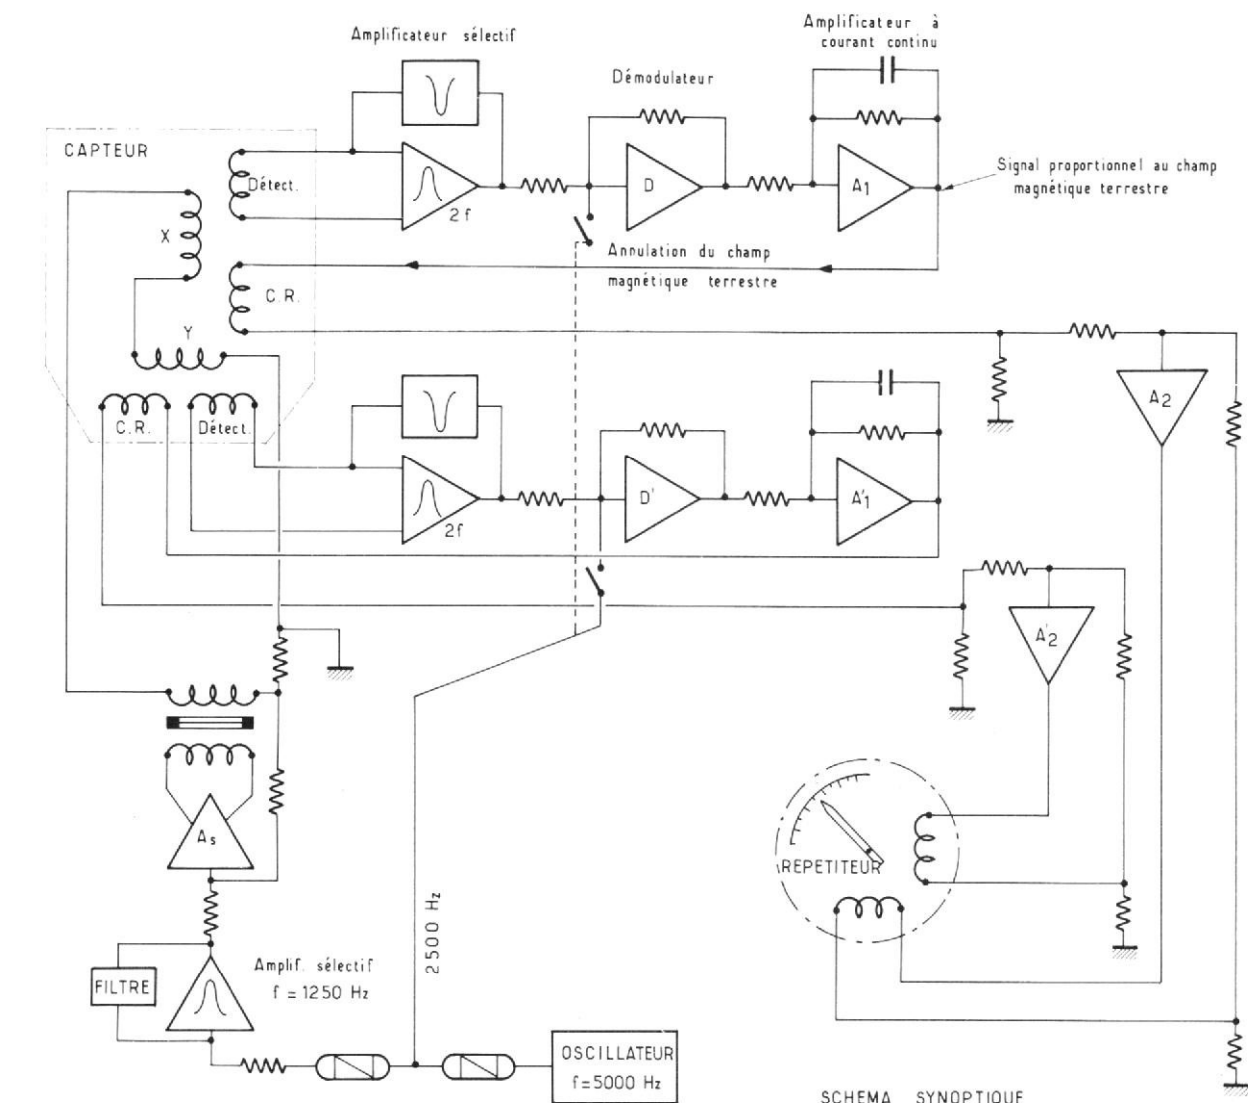 Amplificateur à
courant continu
Amplificateur sélectif
Démodulateur
CAPTEUR
Détect.
2f
D
A1
Signal proportionnel au champ
magnétique terrestre
X
Annulation du champ
magnétique terrestre
C.R.
Y
A2
C.R.
Détect.
2f
D'
A'1
A'2
As
REPETITEUR
2500 Hz
Amplif. sélectif
f = 1250 Hz
FILTRE
OSCILLATEUR
f=5000 Hz
SCHEMA SYNOPTIQUE